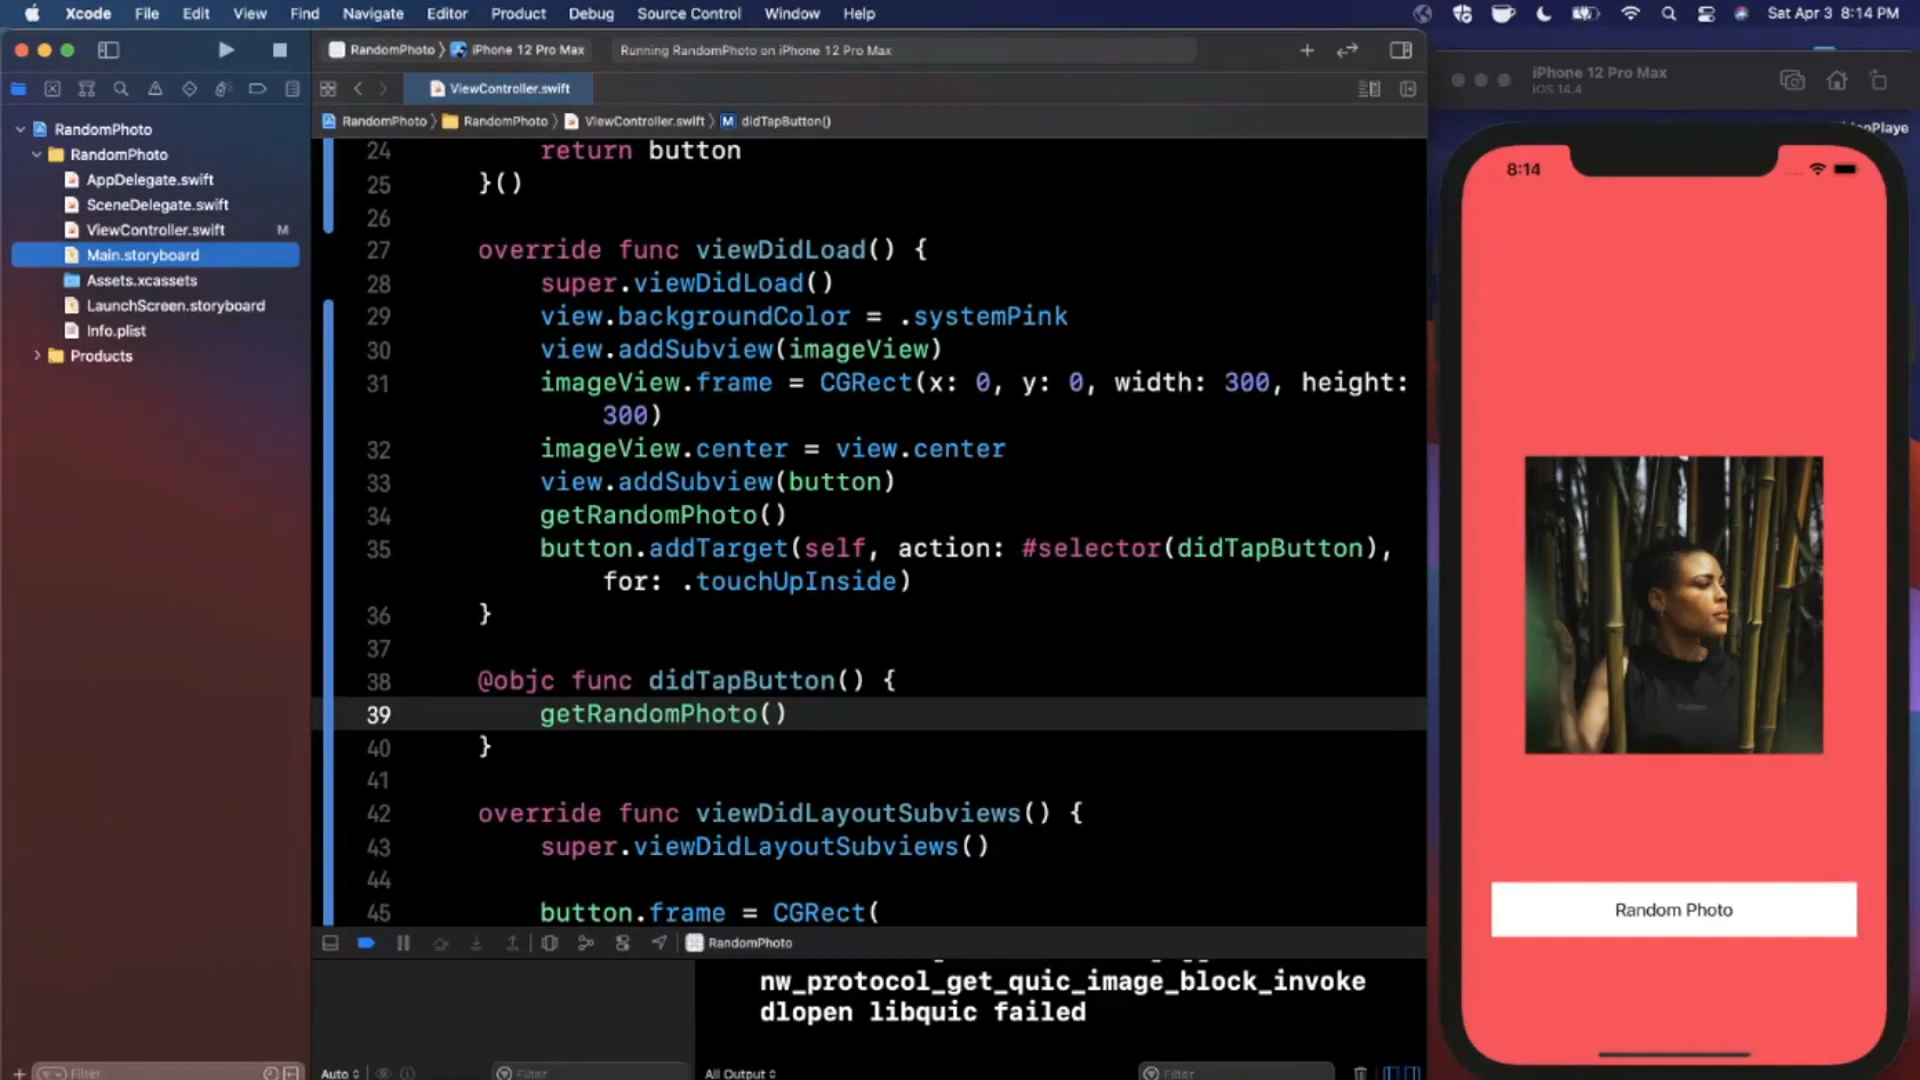 Xcode File Edit View Find Navigate Editor Product Debug Source Control Window Help
Sat Apr 3 8:14 PM
RandomPhoto
iPhone 12 Pro Max
Running RandomPhoto on iPhone 12 Pro Max
ViewController.swift
RandomPhoto
RandomPhoto
ViewController.swift
M didTapButton()
RandomPhoto
RandomPhoto
AppDelegate.swift
SceneDelegate.swift
ViewController.swift M
Main.storyboard
Assets.xcassets
LaunchScreen.storyboard
Info.plist
Products
Filter
24 return button
25 }()
26
27 override func viewDidLoad() {
28 super.viewDidLoad()
29 view.backgroundColor = .systemPink
30 view.addSubview(imageView)
31 imageView.frame = CGRect(x: 0, y: 0, width: 300, height:
300)
32 imageView.center = view.center
33 view.addSubview(button)
34 getRandomPhoto()
35 button.addTarget(self, action: #selector(didTapButton),
for: .touchUpInside)
36 }
37
38 @objc func didTapButton() {
39 getRandomPhoto()
40 }
41
42 override func viewDidLayoutSubviews() {
43 super.viewDidLayoutSubviews()
44
45 button.frame = CGRect(
RandomPhoto
nw_protocol_get_quic_image_block_invoke
dlopen libquic failed
Auto
Filter
All Output
Filter
iPhone 12 Pro Max
iOS 14.4
8:14
Random Photo